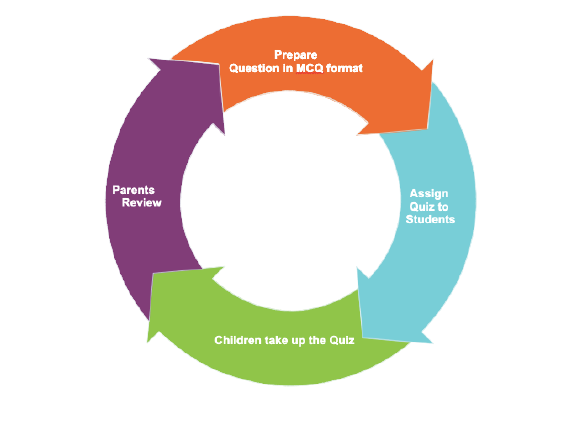 Prepare
Question in MCQ format
Assign
Quiz to
Students
Children take up the Quiz
Parents
Review